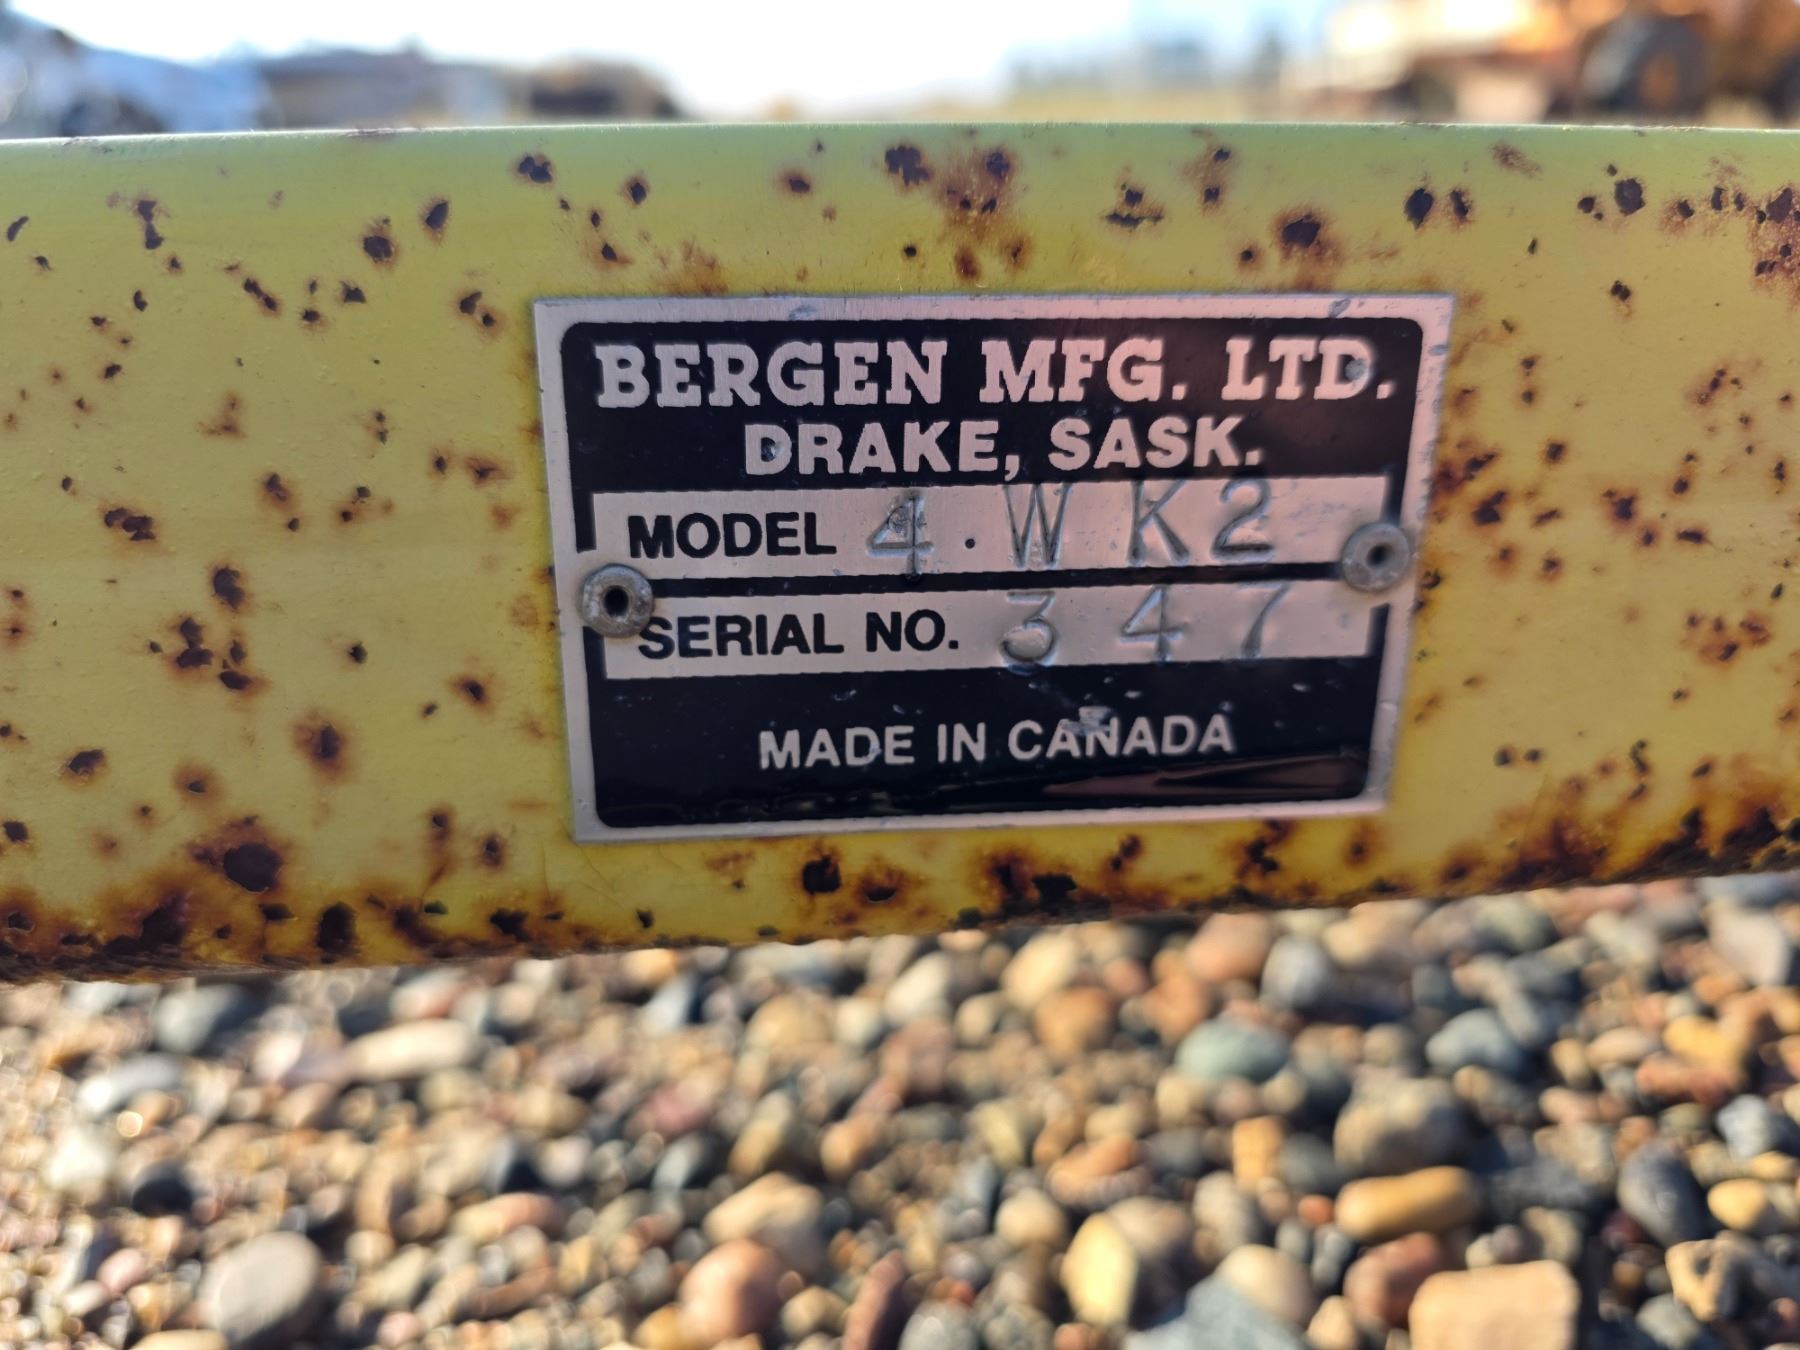 BERGEN MFG. LTD.
DRAKE, SASK.
MODEL 4·WK2
SERIAL NO. 347
MADE IN CANADA